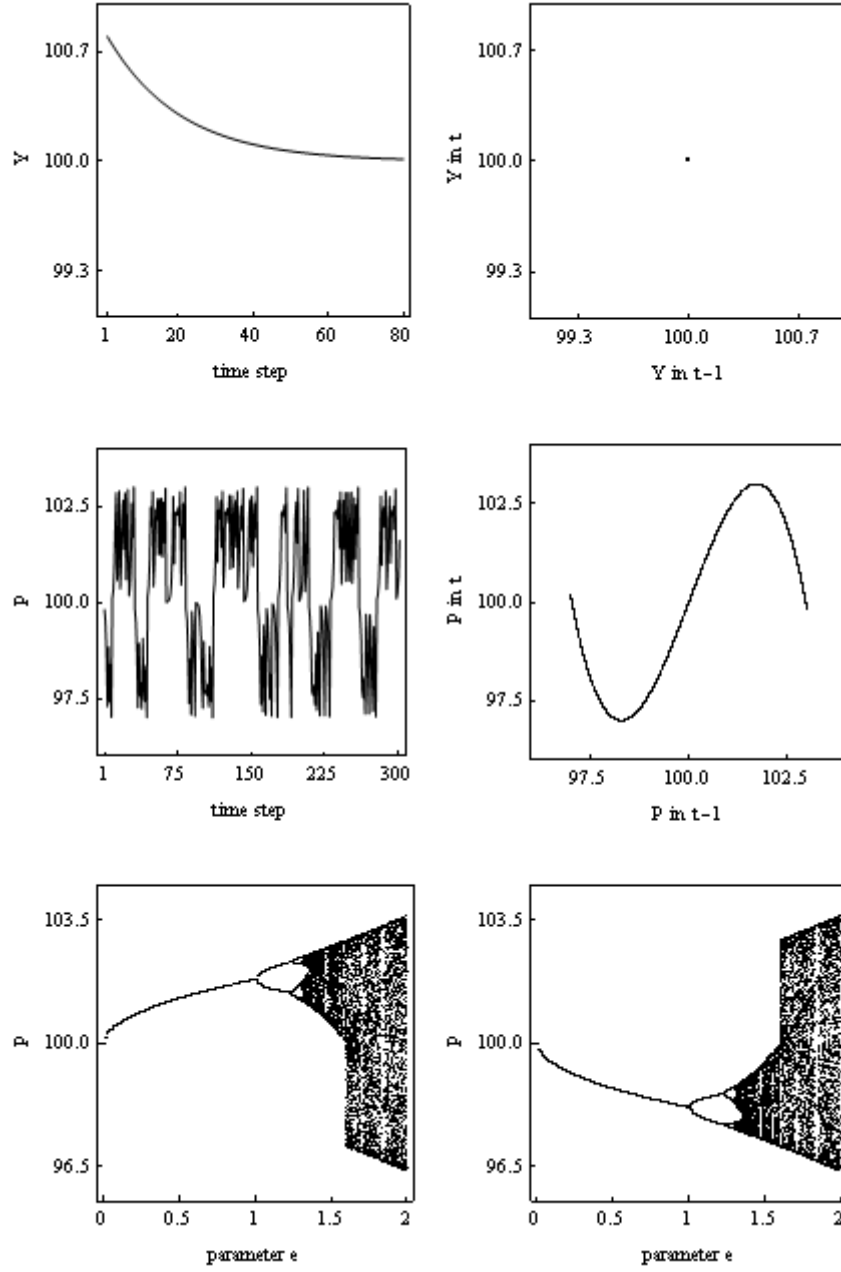 100.7
100.0
99.3
Y
1 20 40 60 80
time step
100.7
100.0
99.3
Y in t
99.3 100.0 100.7
Y in t-1
102.5
100.0
97.5
P
1 75 150 225 300
time step
102.5
100.0
97.5
P in t
97.5 100.0 102.5
P in t-1
103.5
100.0
96.5
P
0 0.5 1 1.5 2
parameter e
103.5
100.0
96.5
P
0 0.5 1 1.5 2
parameter e